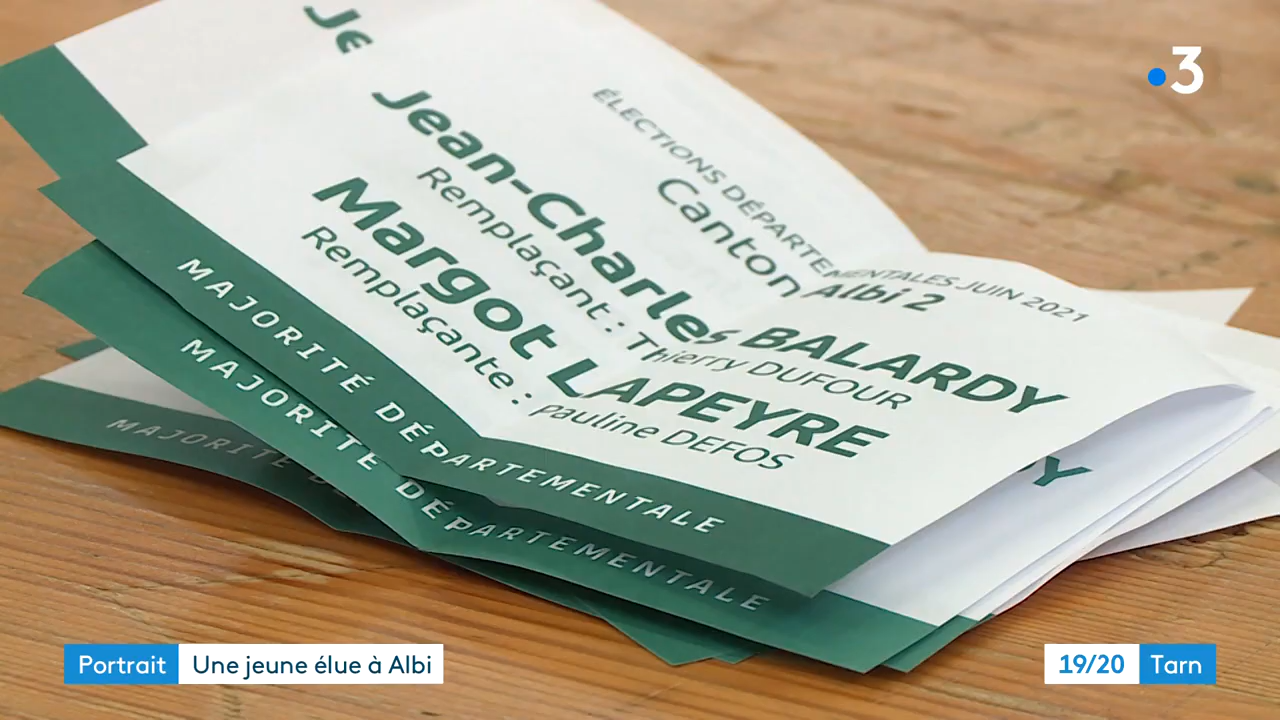 3
Je
ÉLECTIONS DÉPARTEMENTALES JUIN 2021
Canton Albi 2
Jean-Charles BALARDY
Remplaçant : Thierry DUFOUR
Margot LAPEYRE
Remplaçante : pauline DEFOS
MAJORITÉ DÉPARTEMENTALE
MAJORITÉ DÉPARTEMENTALE
MAJORITÉ DÉ
Y
Portrait Une jeune élue à Albi
19/20 Tarn